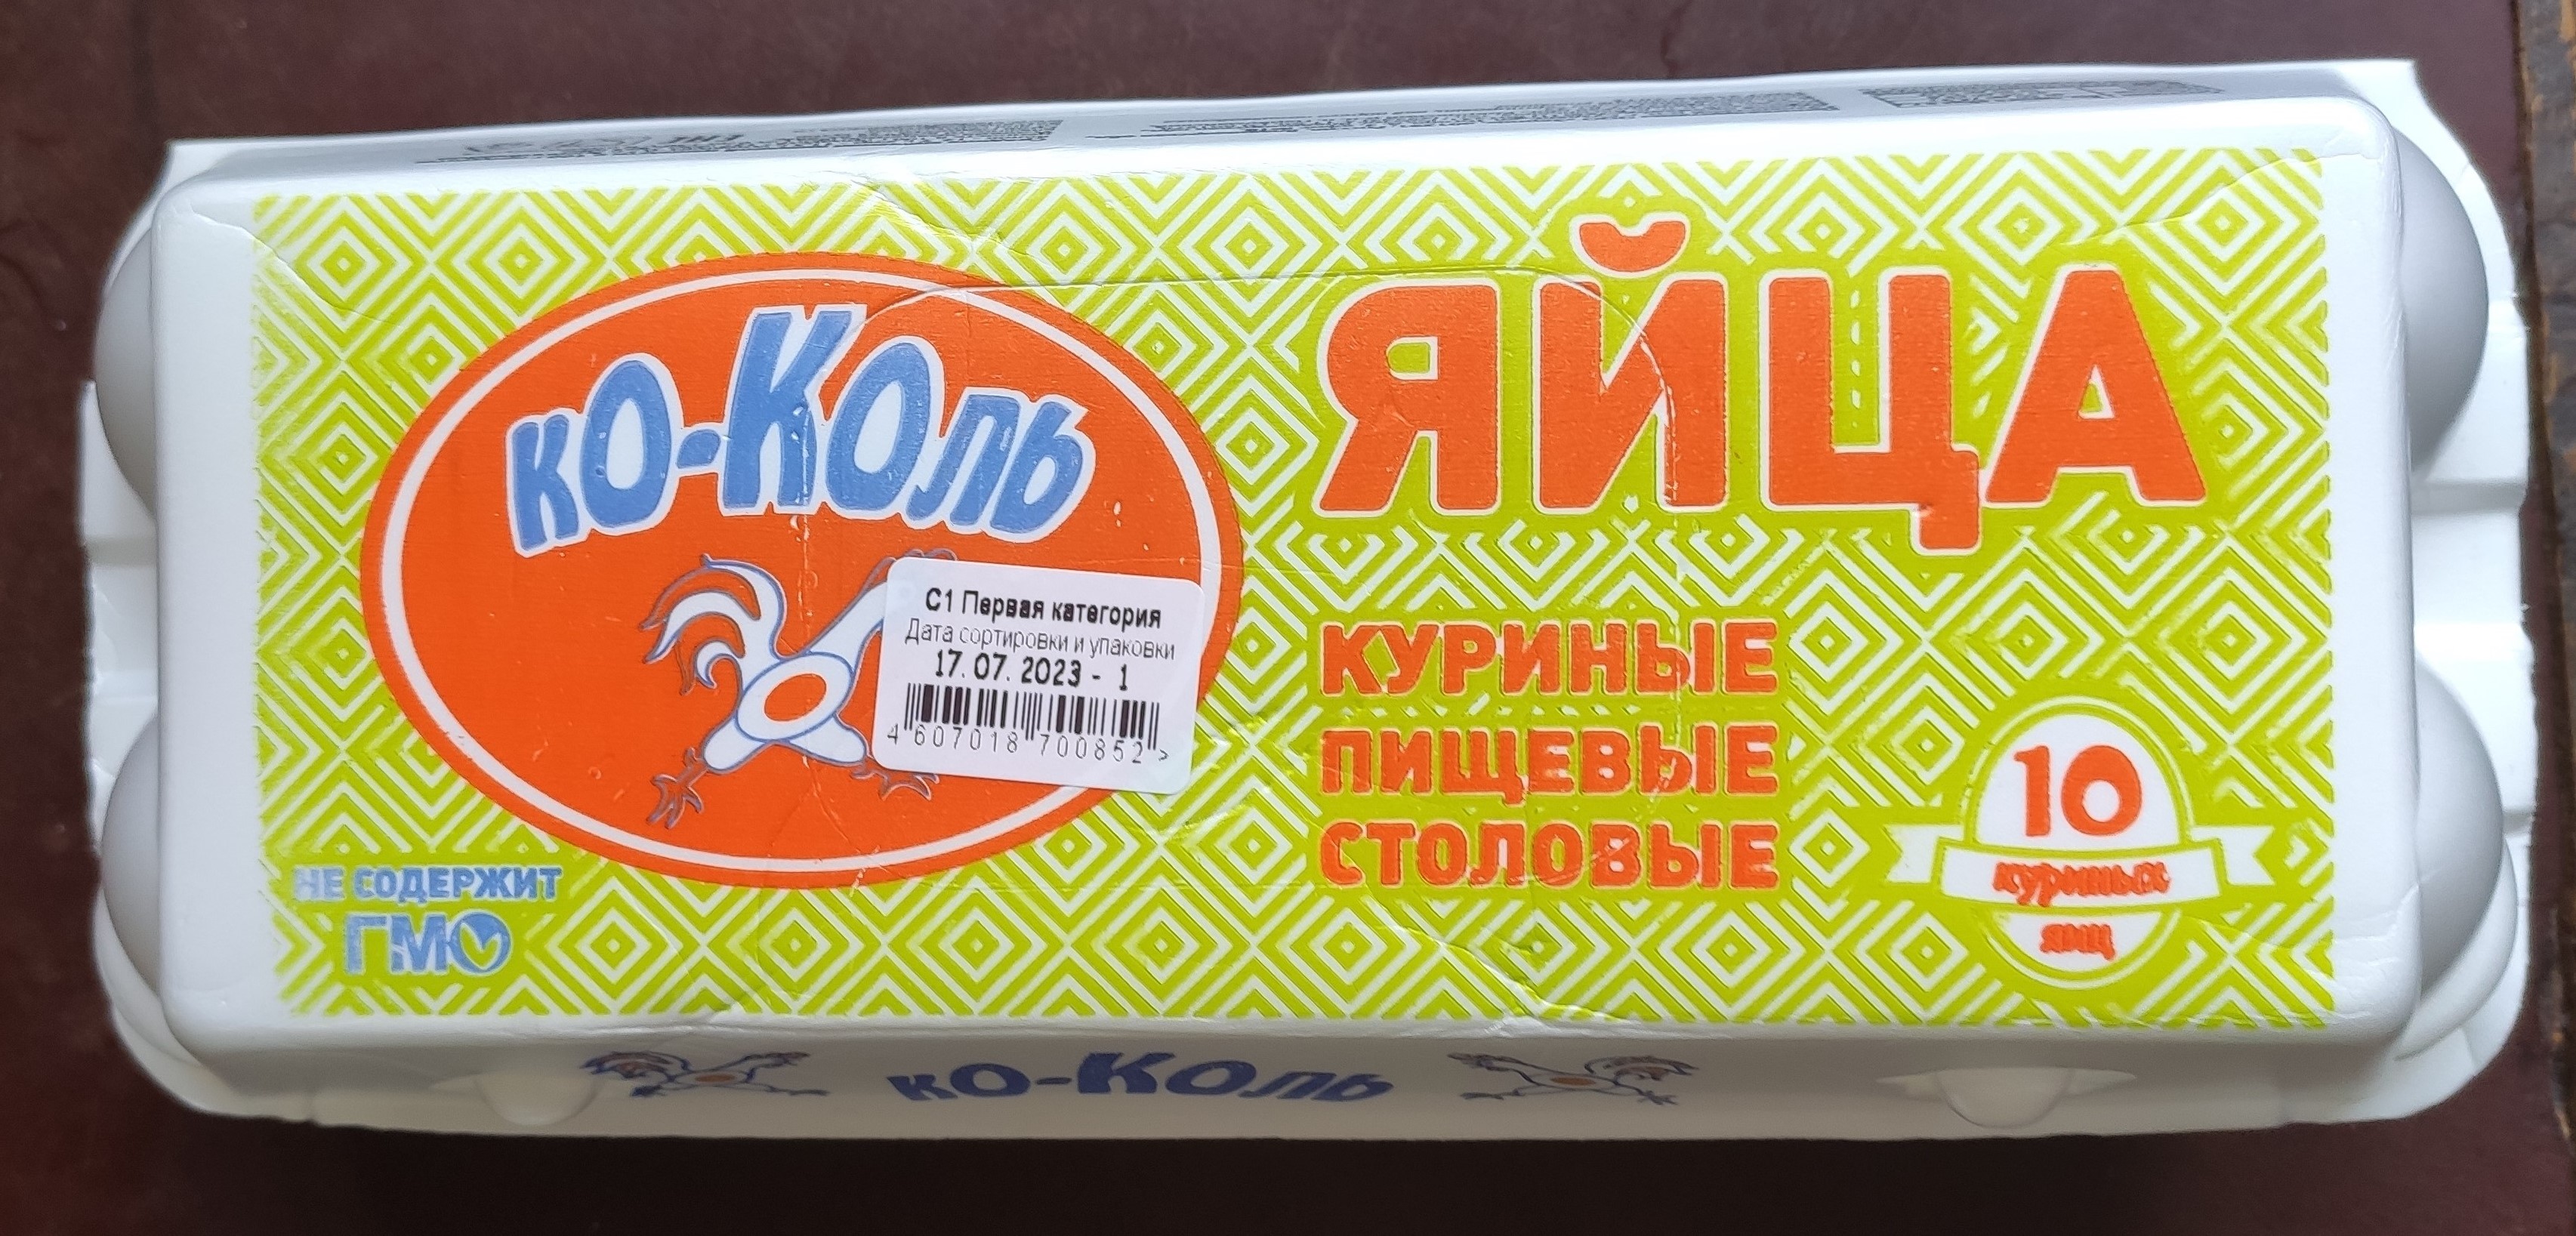 КО-КОЛЬ
ЯЙЦА
С1 Первая категория
Дата сортировки и упаковки
17. 07. 2023 - 1
4 607018 700852 >
КУРИНЫЕ
ПИЩЕВЫЕ
СТОЛОВЫЕ
10
куриных
яиц
НЕ СОДЕРЖИТ
ГМО
КО-КОЛЬ